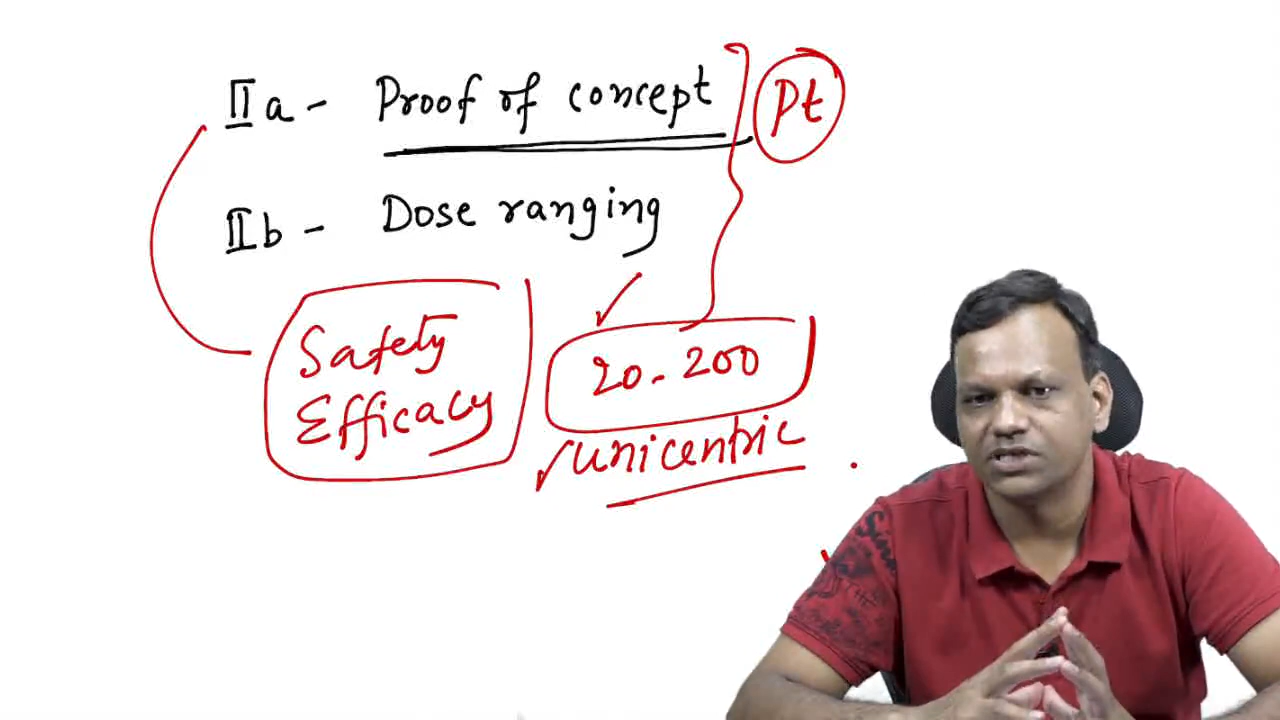 IIa - Proof of concept
Pt
IIb - Dose ranging
Safety
Efficacy
20-200
unicentric